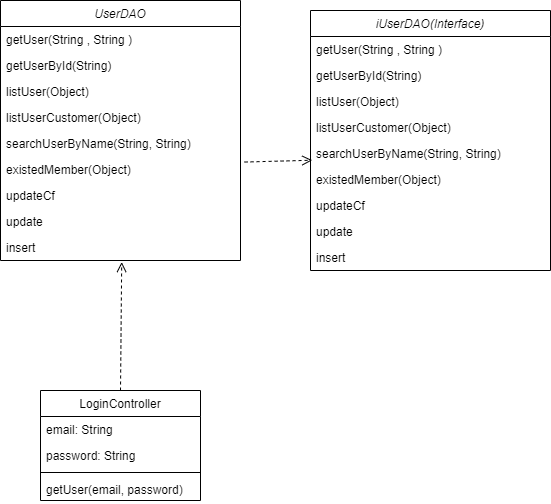 UserDAO
getUser(String , String )
getUserById(String)
listUser(Object)
listUserCustomer(Object)
searchUserByName(String, String)
existedMember(Object)
updateCf
update
insert
iUserDAO(Interface)
getUser(String , String )
getUserById(String)
listUser(Object)
listUserCustomer(Object)
searchUserByName(String, String)
existedMember(Object)
updateCf
update
insert
LoginController
email: String
password: String
getUser(email, password)